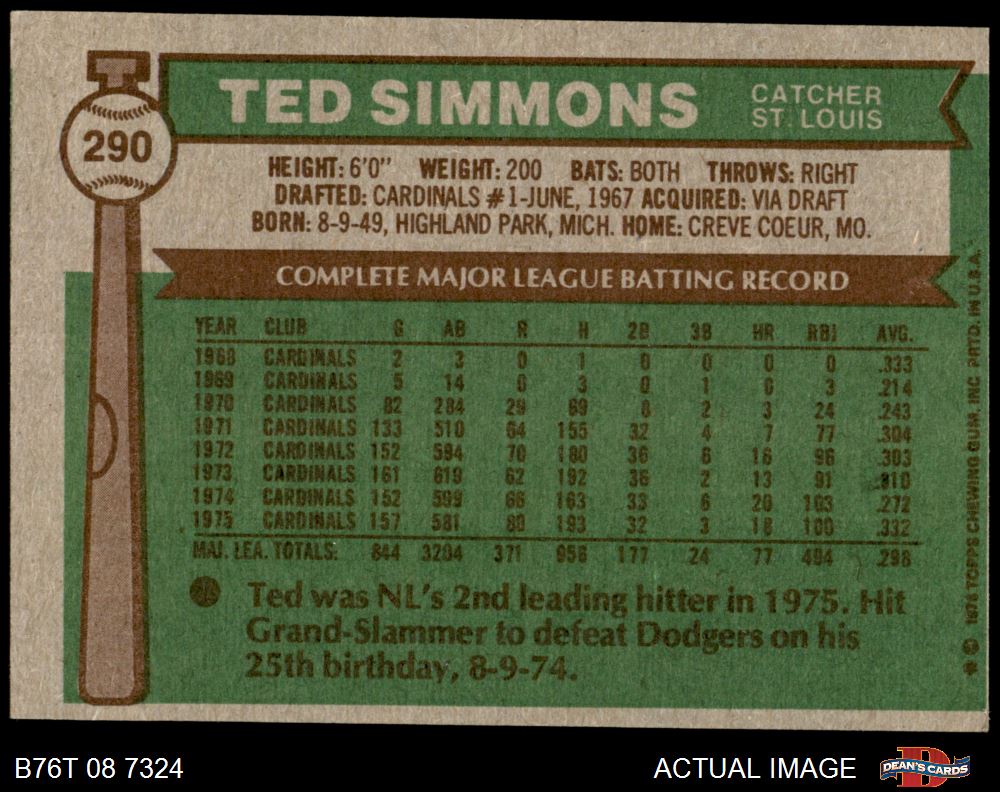 290
TED SIMMONS CATCHER
ST. LOUIS
HEIGHT: 6'0" WEIGHT: 200 BATS: BOTH THROWS: RIGHT
DRAFTED: CARDINALS #1-JUNE, 1967 ACQUIRED: VIA DRAFT
BORN: 8-9-49, HIGHLAND PARK, MICH. HOME: CREVE COEUR, MO.
COMPLETE MAJOR LEAGUE BATTING RECORD
YEAR CLUB G AB R H 2B 3B HR RBI AVG.
1968 CARDINALS 2 3 0 1 0 0 0 0 .333
1969 CARDINALS 5 14 0 3 0 1 0 3 .214
1970 CARDINALS 82 284 29 69 8 2 3 24 .243
1971 CARDINALS 133 510 64 155 32 4 7 77 .304
1972 CARDINALS 152 594 70 180 36 6 16 96 .303
1973 CARDINALS 161 619 62 192 36 2 13 91 .310
1974 CARDINALS 152 599 66 163 33 6 20 103 .272
1975 CARDINALS 157 581 80 193 32 3 18 100 .332
MAJ. LEA. TOTALS: 844 3204 371 956 177 24 77 494 .298
Ted was NL's 2nd leading hitter in 1975. Hit
Grand-Slammer to defeat Dodgers on his
25th birthday, 8-9-74.
* © 1976 TOPPS CHEWING GUM, INC. PRTD. IN U.S.A.
B76T 08 7324 ACTUAL IMAGE DEAN'S CARDS